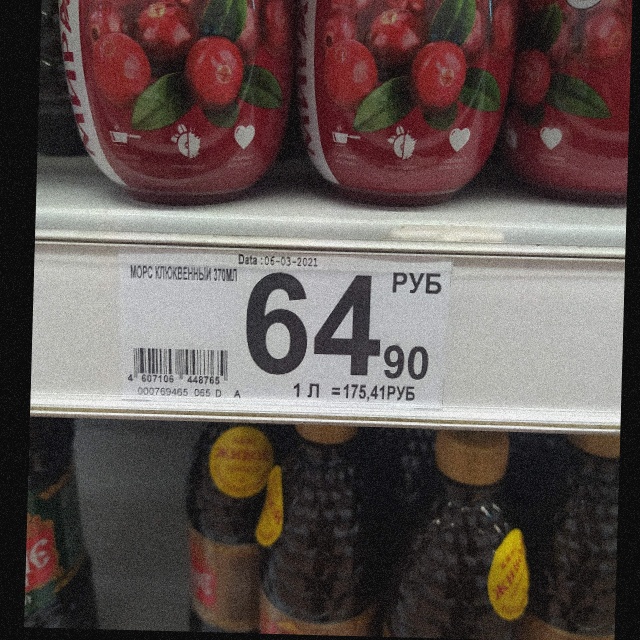 Data :06-03-2021
МОРС КЛЮКВЕННЫЙ 370МЛ
64 90 РУБ
4 607106 448765
000769465 065 D A
1 Л =175,41РУБ